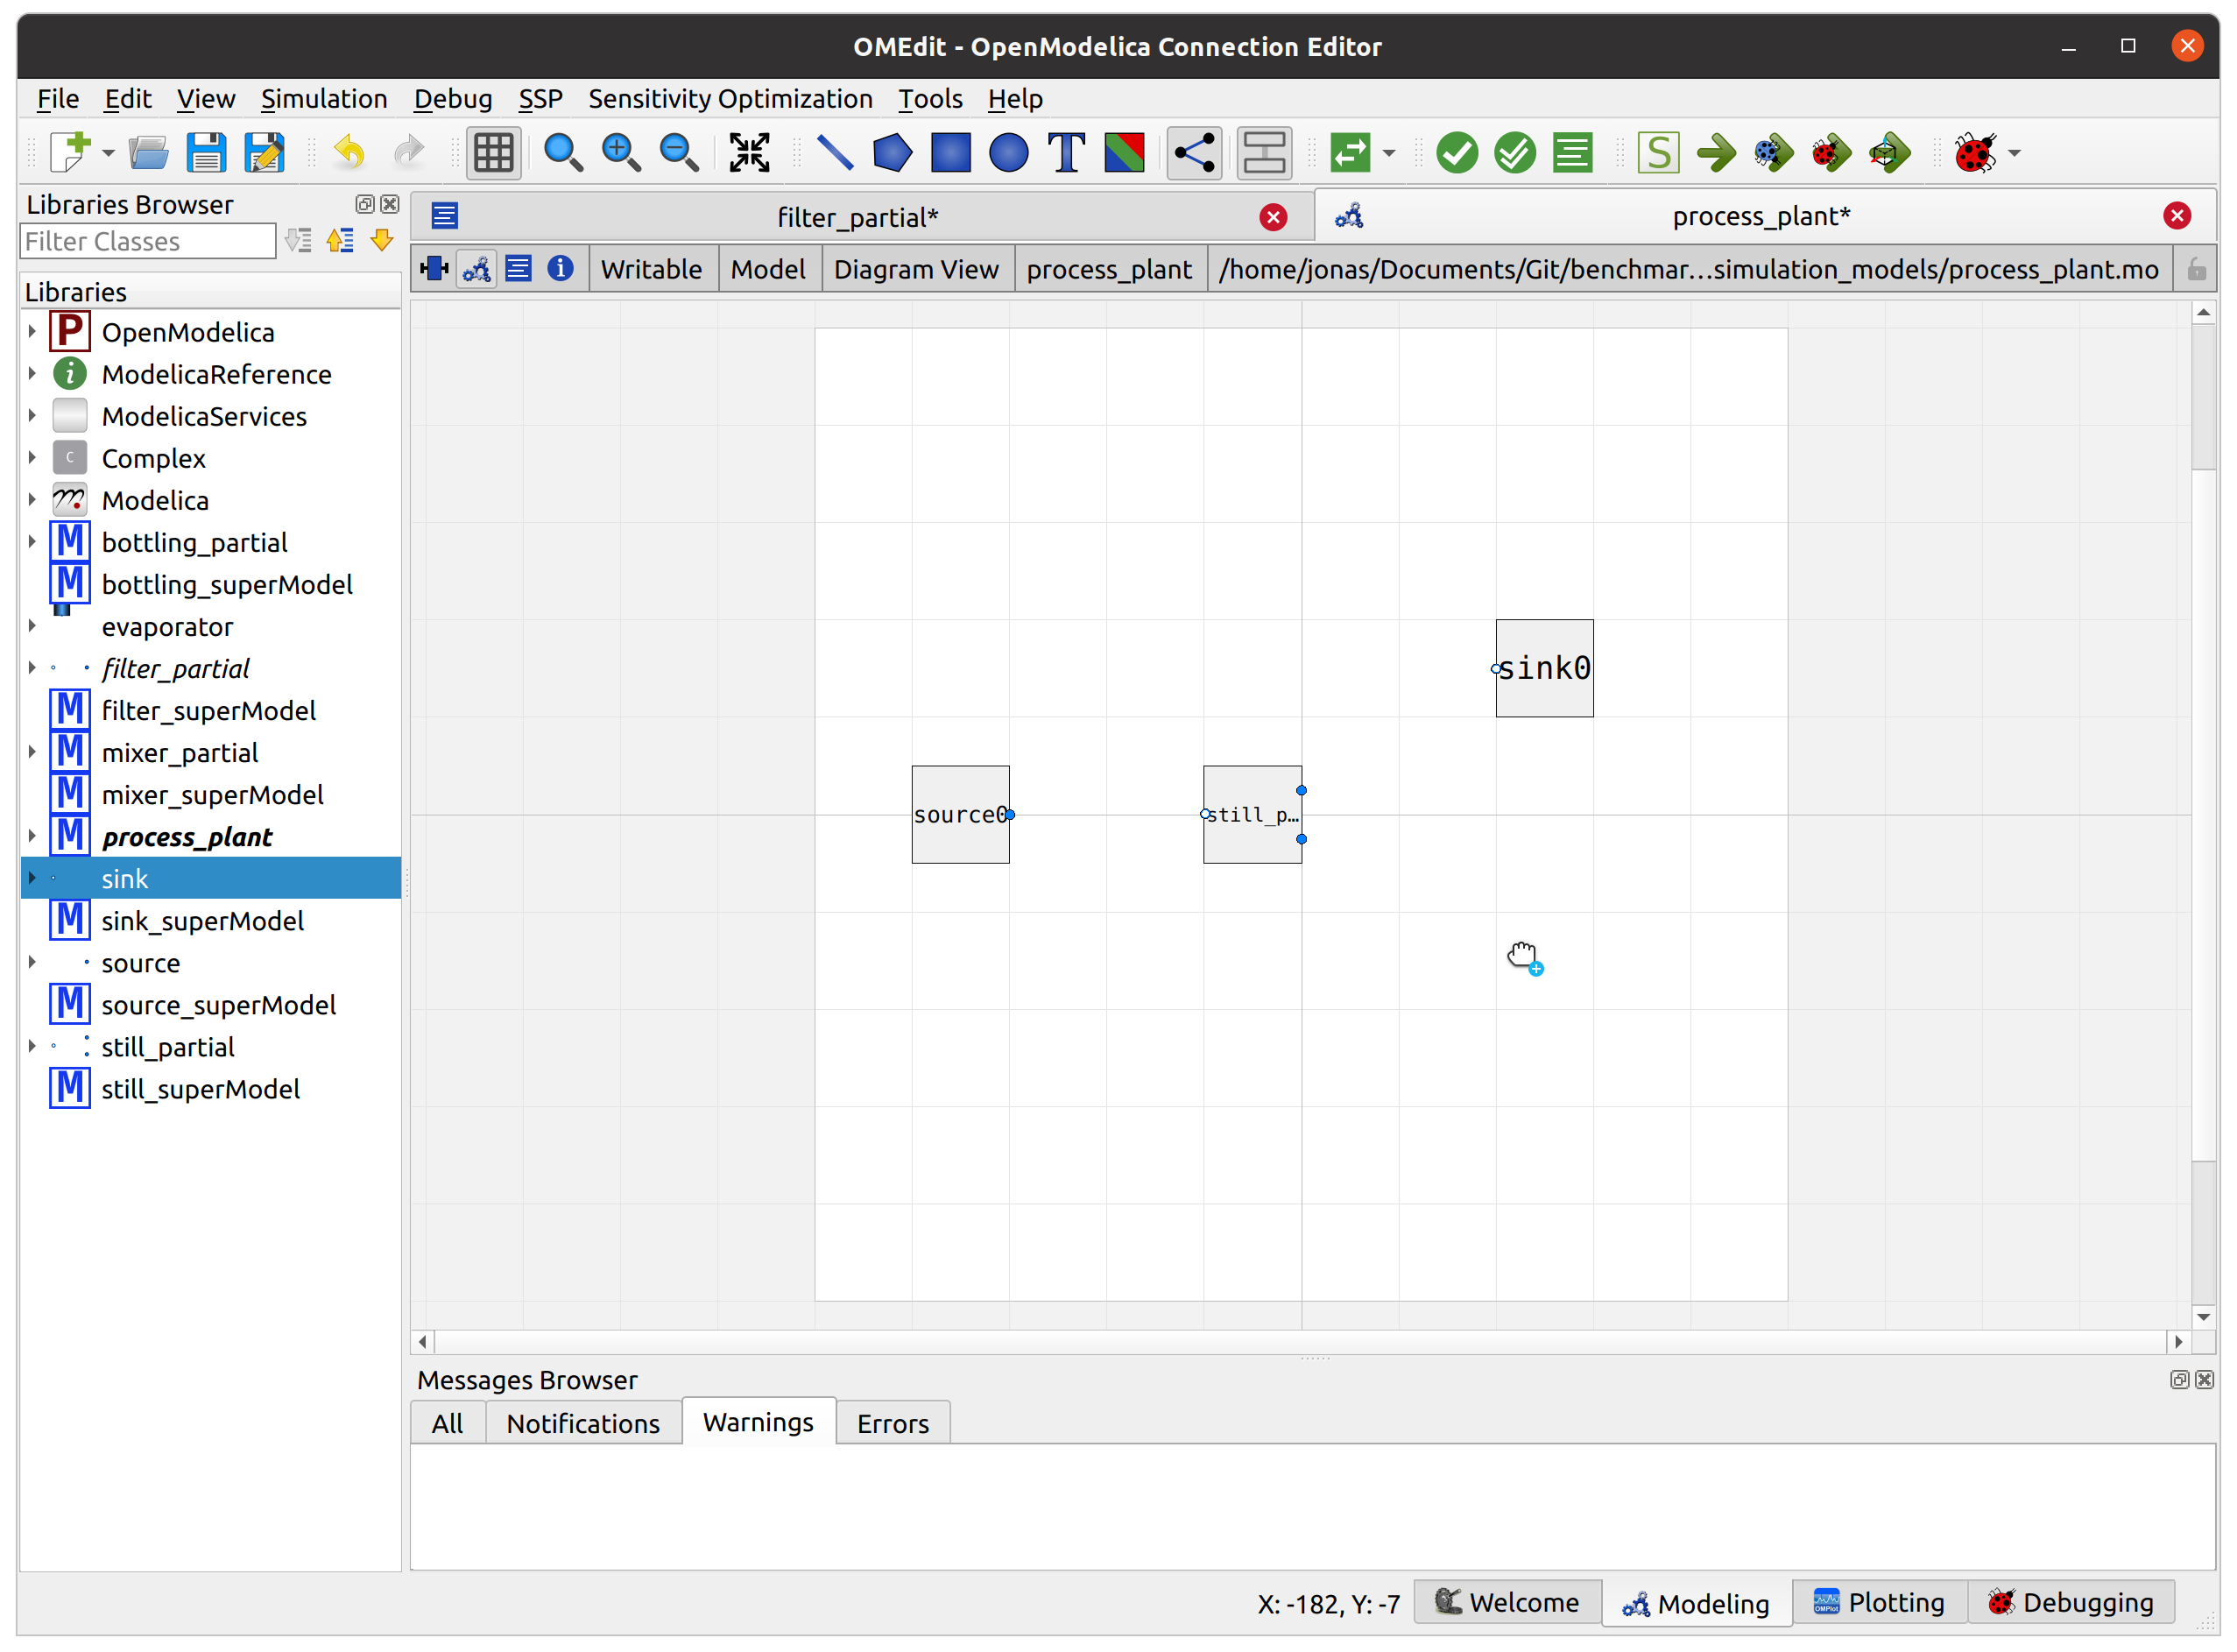 OMEdit - OpenModelica Connection Editor
File Edit View Simulation Debug SSP Sensitivity Optimization Tools Help
T
S
Libraries Browser
Filter Classes
filter_partial*
process_plant*
Writable Model Diagram View process_plant /home/jonas/Documents/Git/benchmar...simulation_models/process_plant.mo
Libraries
P OpenModelica
i ModelicaReference
ModelicaServices
C Complex
m Modelica
M bottling_partial
M bottling_superModel
evaporator
filter_partial
M filter_superModel
M mixer_partial
M mixer_superModel
M process_plant
sink
M sink_superModel
source
M source_superModel
still_partial
M still_superModel
sink0
source0
still_p...
Messages Browser
All Notifications Warnings Errors
X: -182, Y: -7 Welcome Modeling OMPlot Plotting Debugging